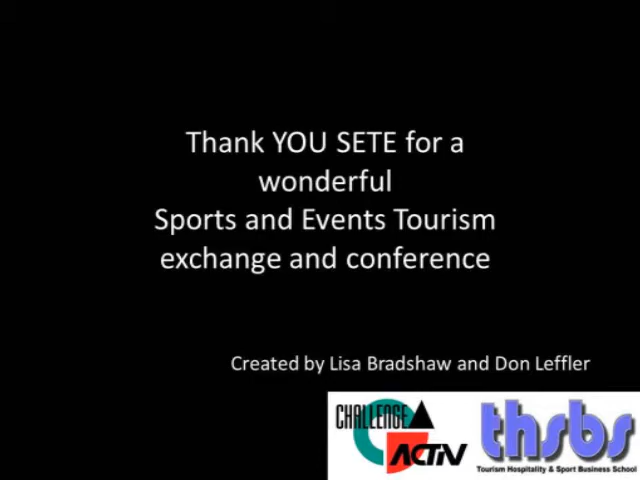 Thank YOU SETE for a
wonderful
Sports and Events Tourism
exchange and conference
Created by Lisa Bradshaw and Don Leffler
CHALLENGE
ACTIV
thsbs
Tourism Hospitality & Sport Business School